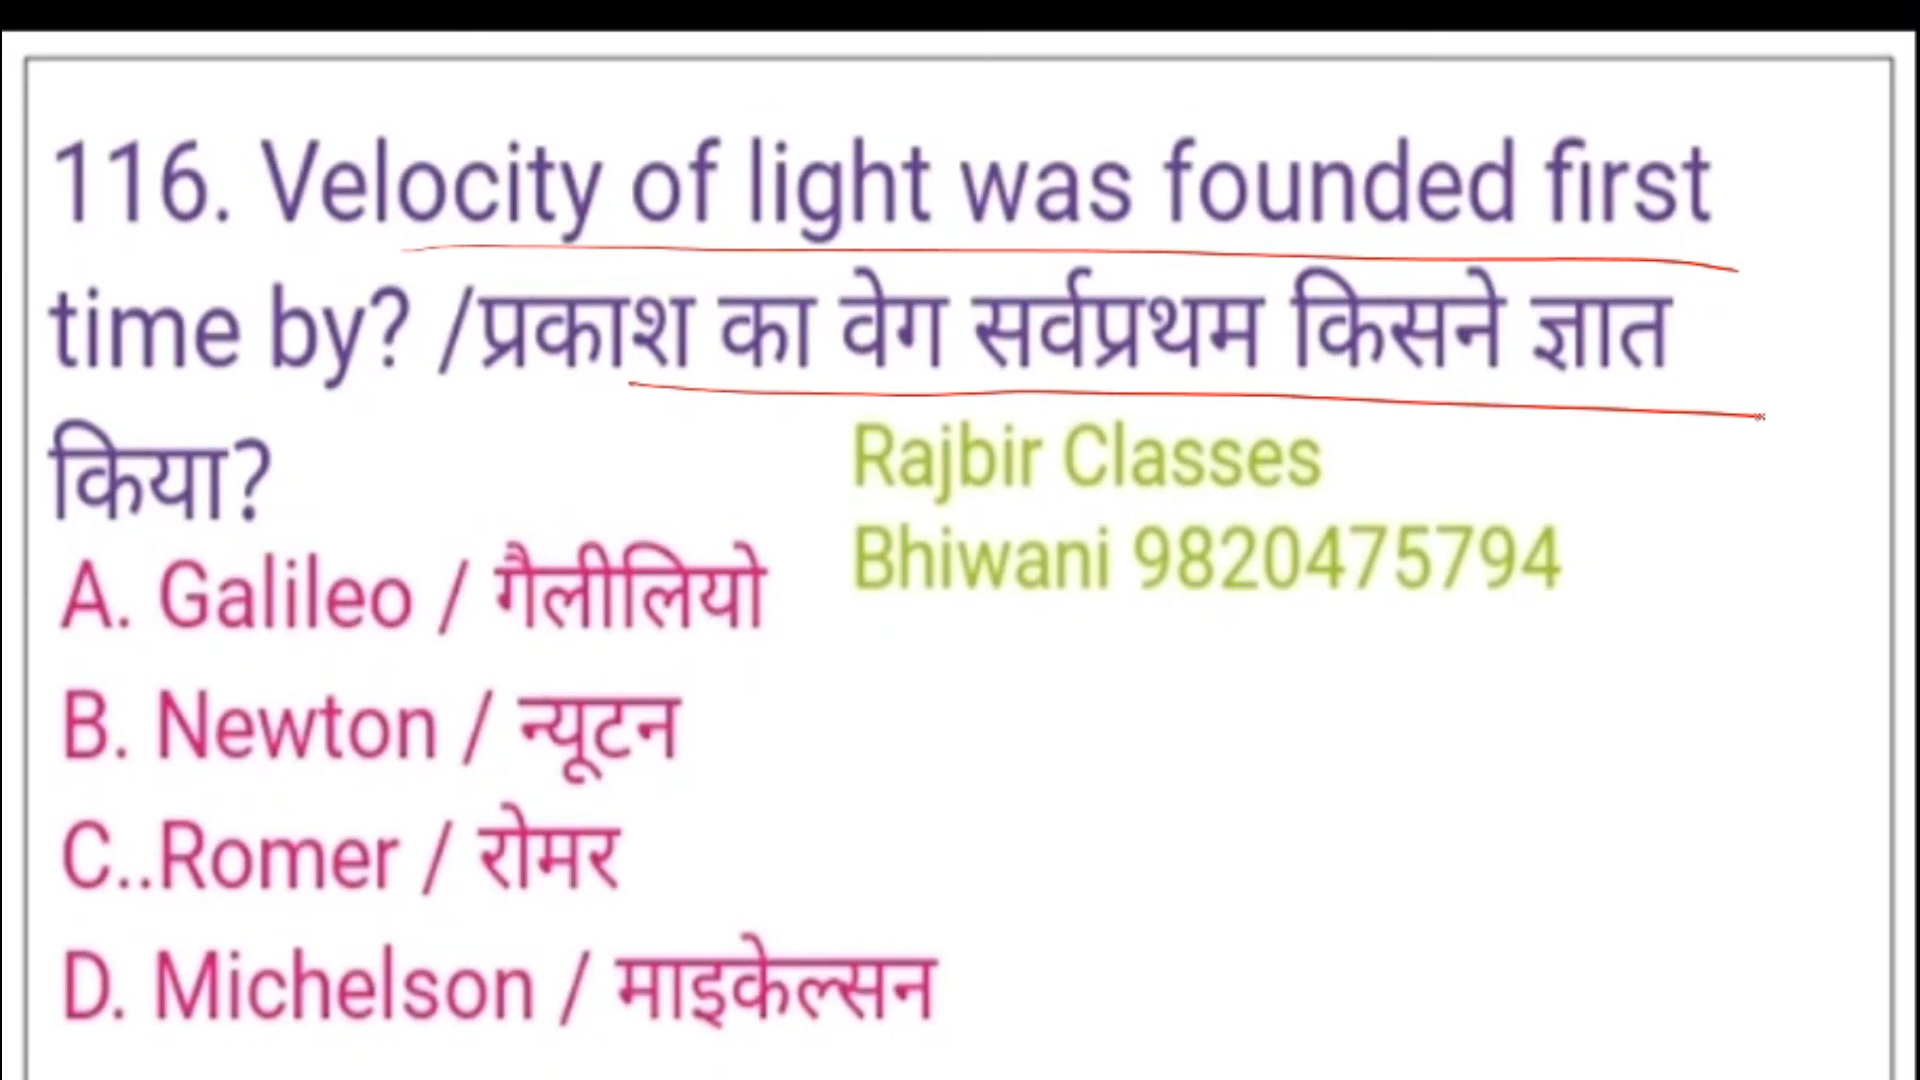 116. Velocity of light was founded first
time by? /प्रकाश का वेग सर्वप्रथम किसने ज्ञात
किया?
Rajbir Classes
Bhiwani 9820475794
A. Galileo / गैलीलियो
B. Newton / न्यूटन
C..Romer / रोमर
D. Michelson / माइकेल्सन